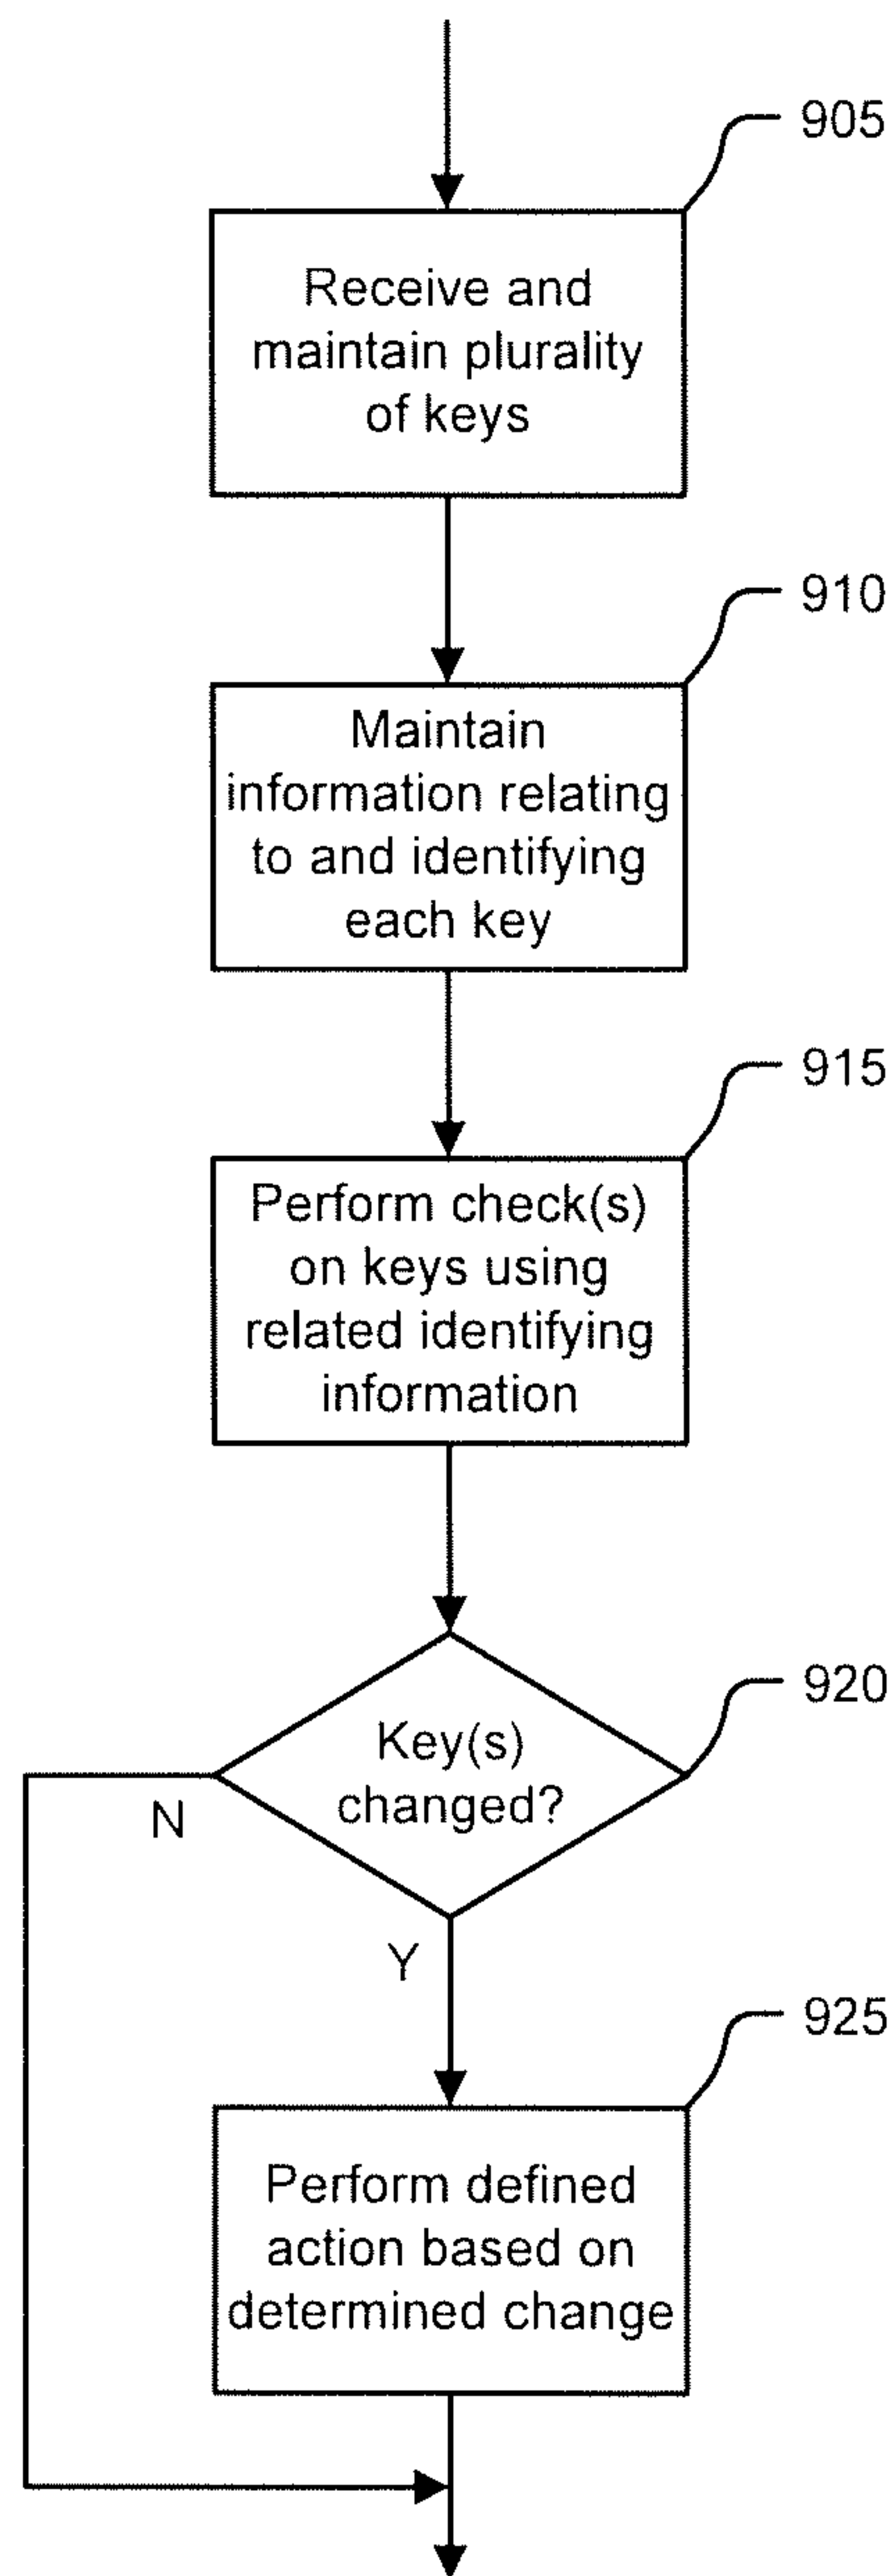 905
Receive and
maintain plurality
of keys
910
Maintain
information relating
to and identifying
each key
915
Perform check(s)
on keys using
related identifying
information
920
Key(s)
changed?
N
Y
925
Perform defined
action based on
determined change